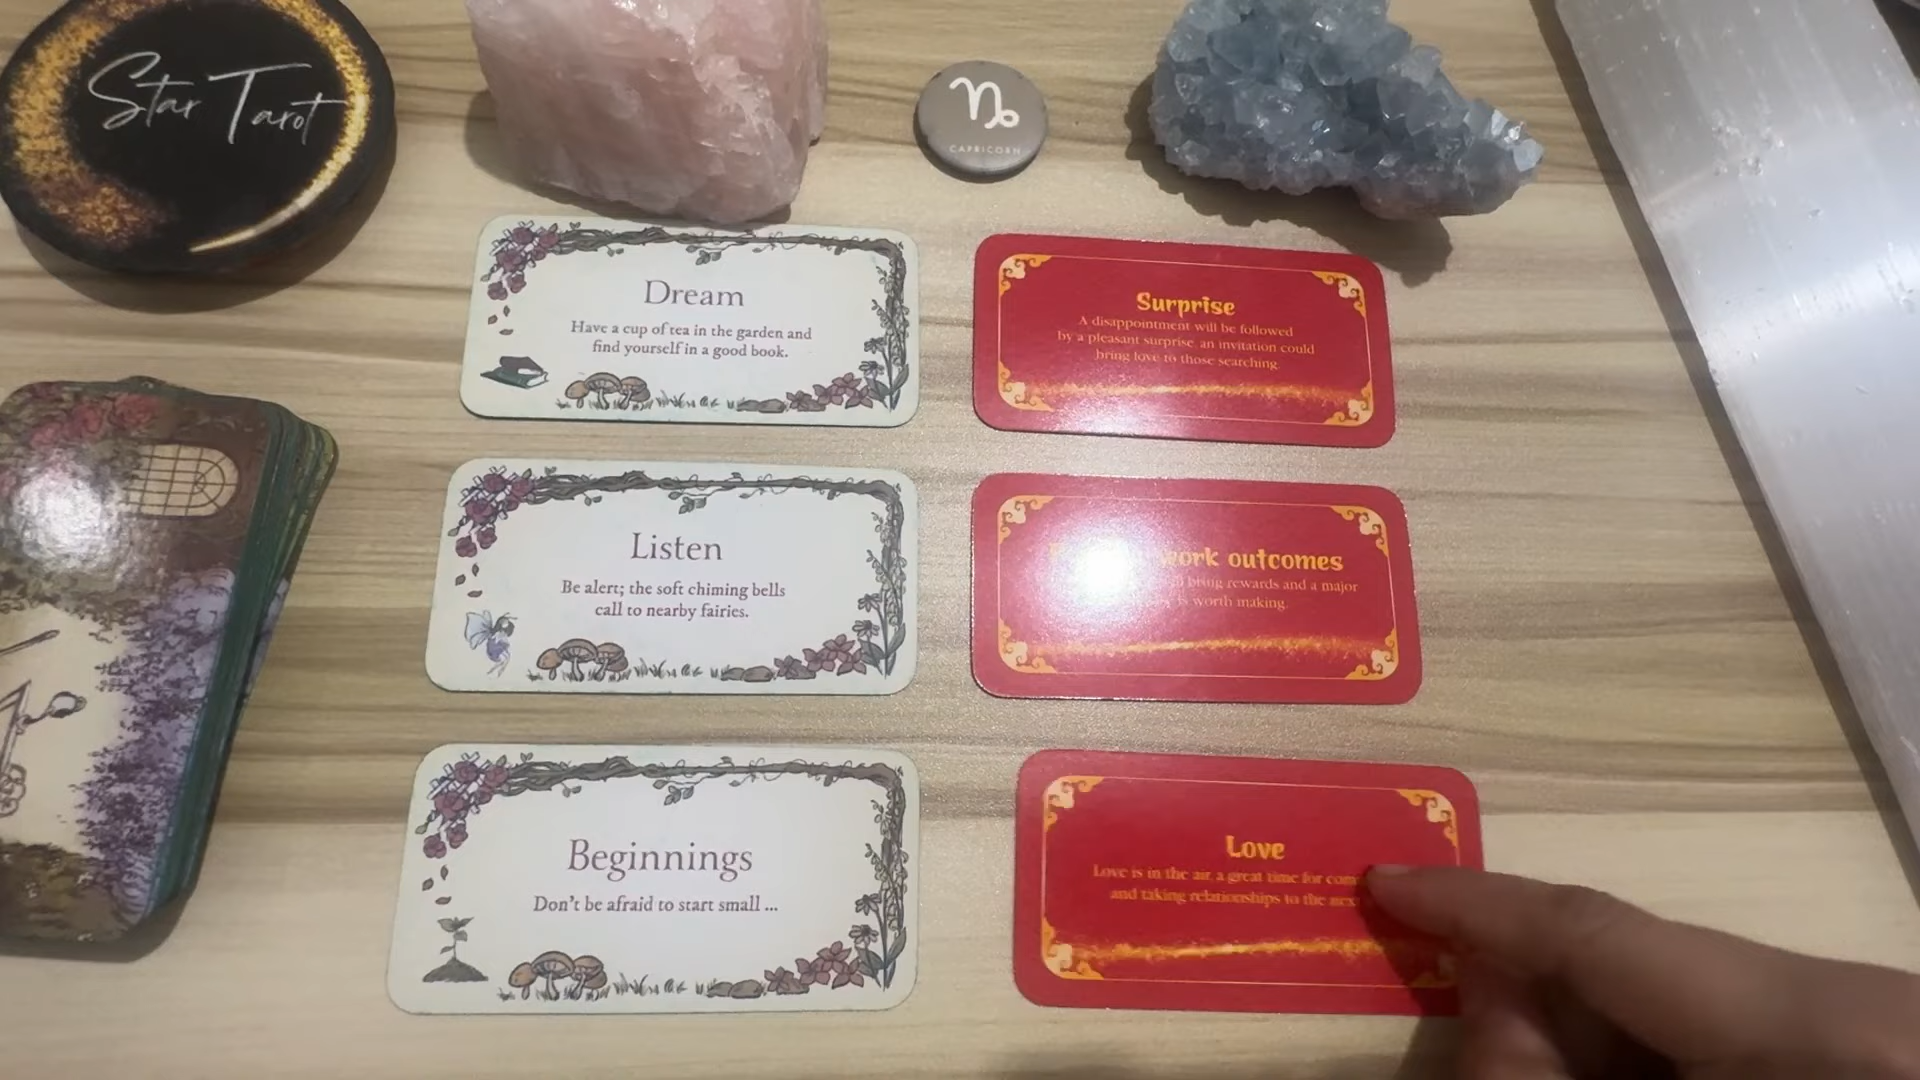 Star Tarot
CAPRICORN
Dream
Have a cup of tea in the garden and
find yourself in a good book.
Surprise
A disappointment will be followed
by a pleasant surprise, an invitation could
bring love to those searching.
Listen
Be alert; the soft chiming bells
call to nearby fairies.
work outcomes
bring rewards and a major
is worth making.
Beginnings
Don't be afraid to start small ...
Love
Love is in the air, a great time for
and taking relationships to the